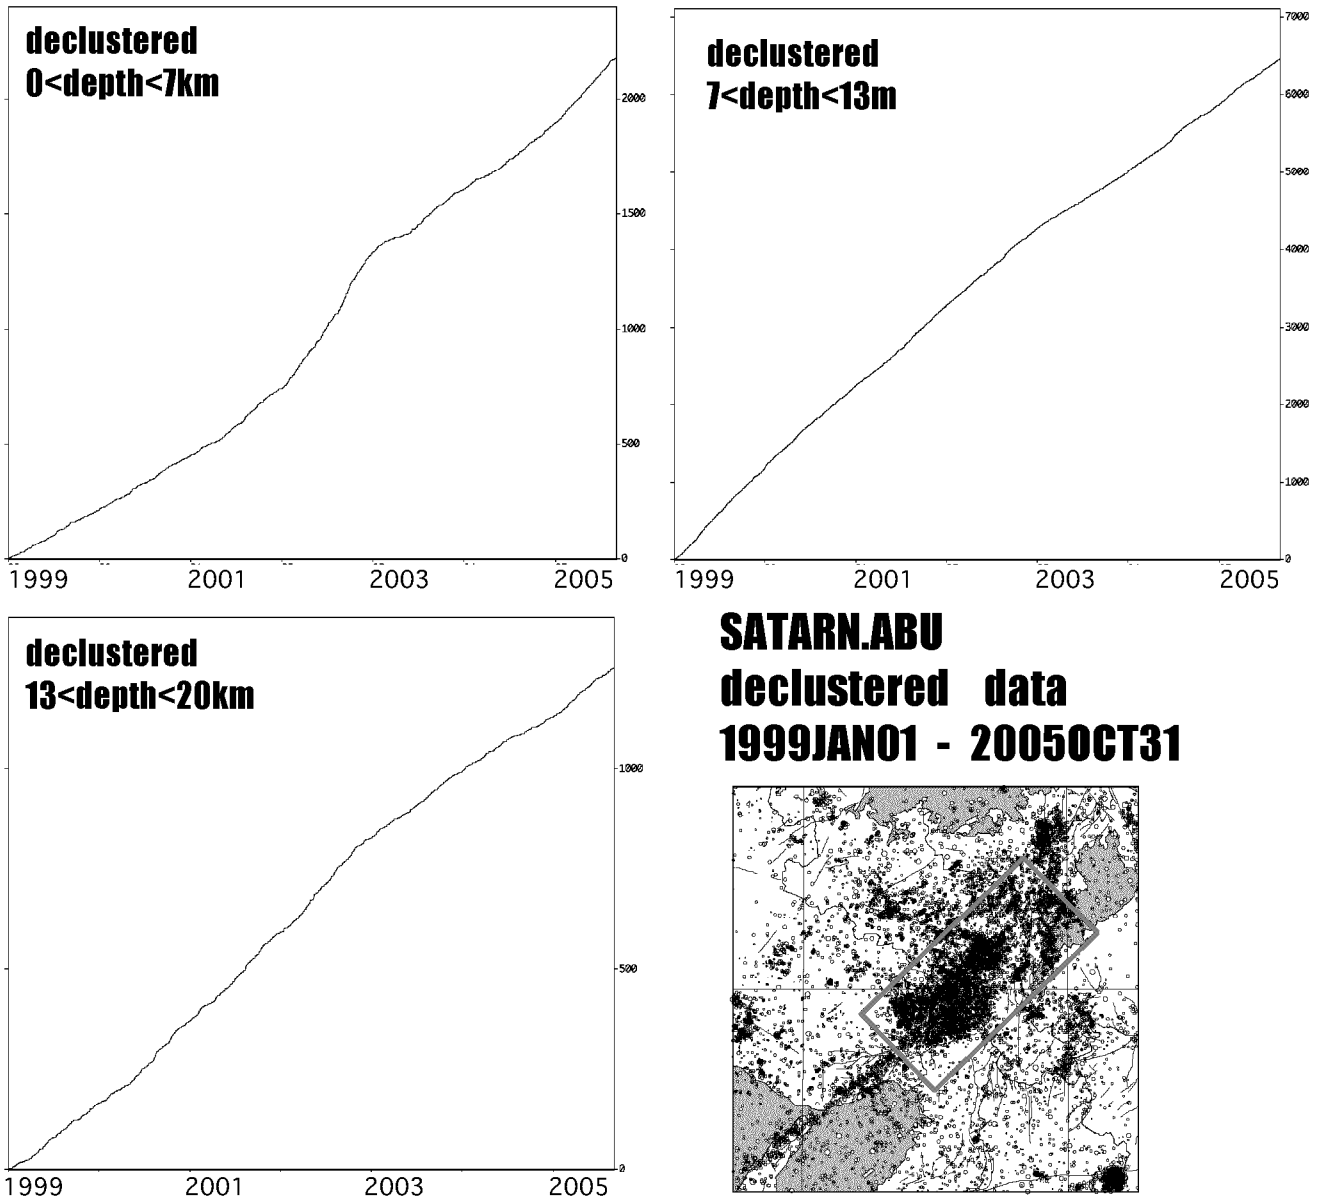 declustered
0<depth<7km
2000
1500
1000
500
0
1999 2001 2003 2005
declustered
7<depth<13m
7000
6000
5000
4000
3000
2000
1000
0
1999 2001 2003 2005
declustered
13<depth<20km
1000
500
0
1999 2001 2003 2005
SATARN.ABU
declustered data
1999JAN01 - 2005OCT31